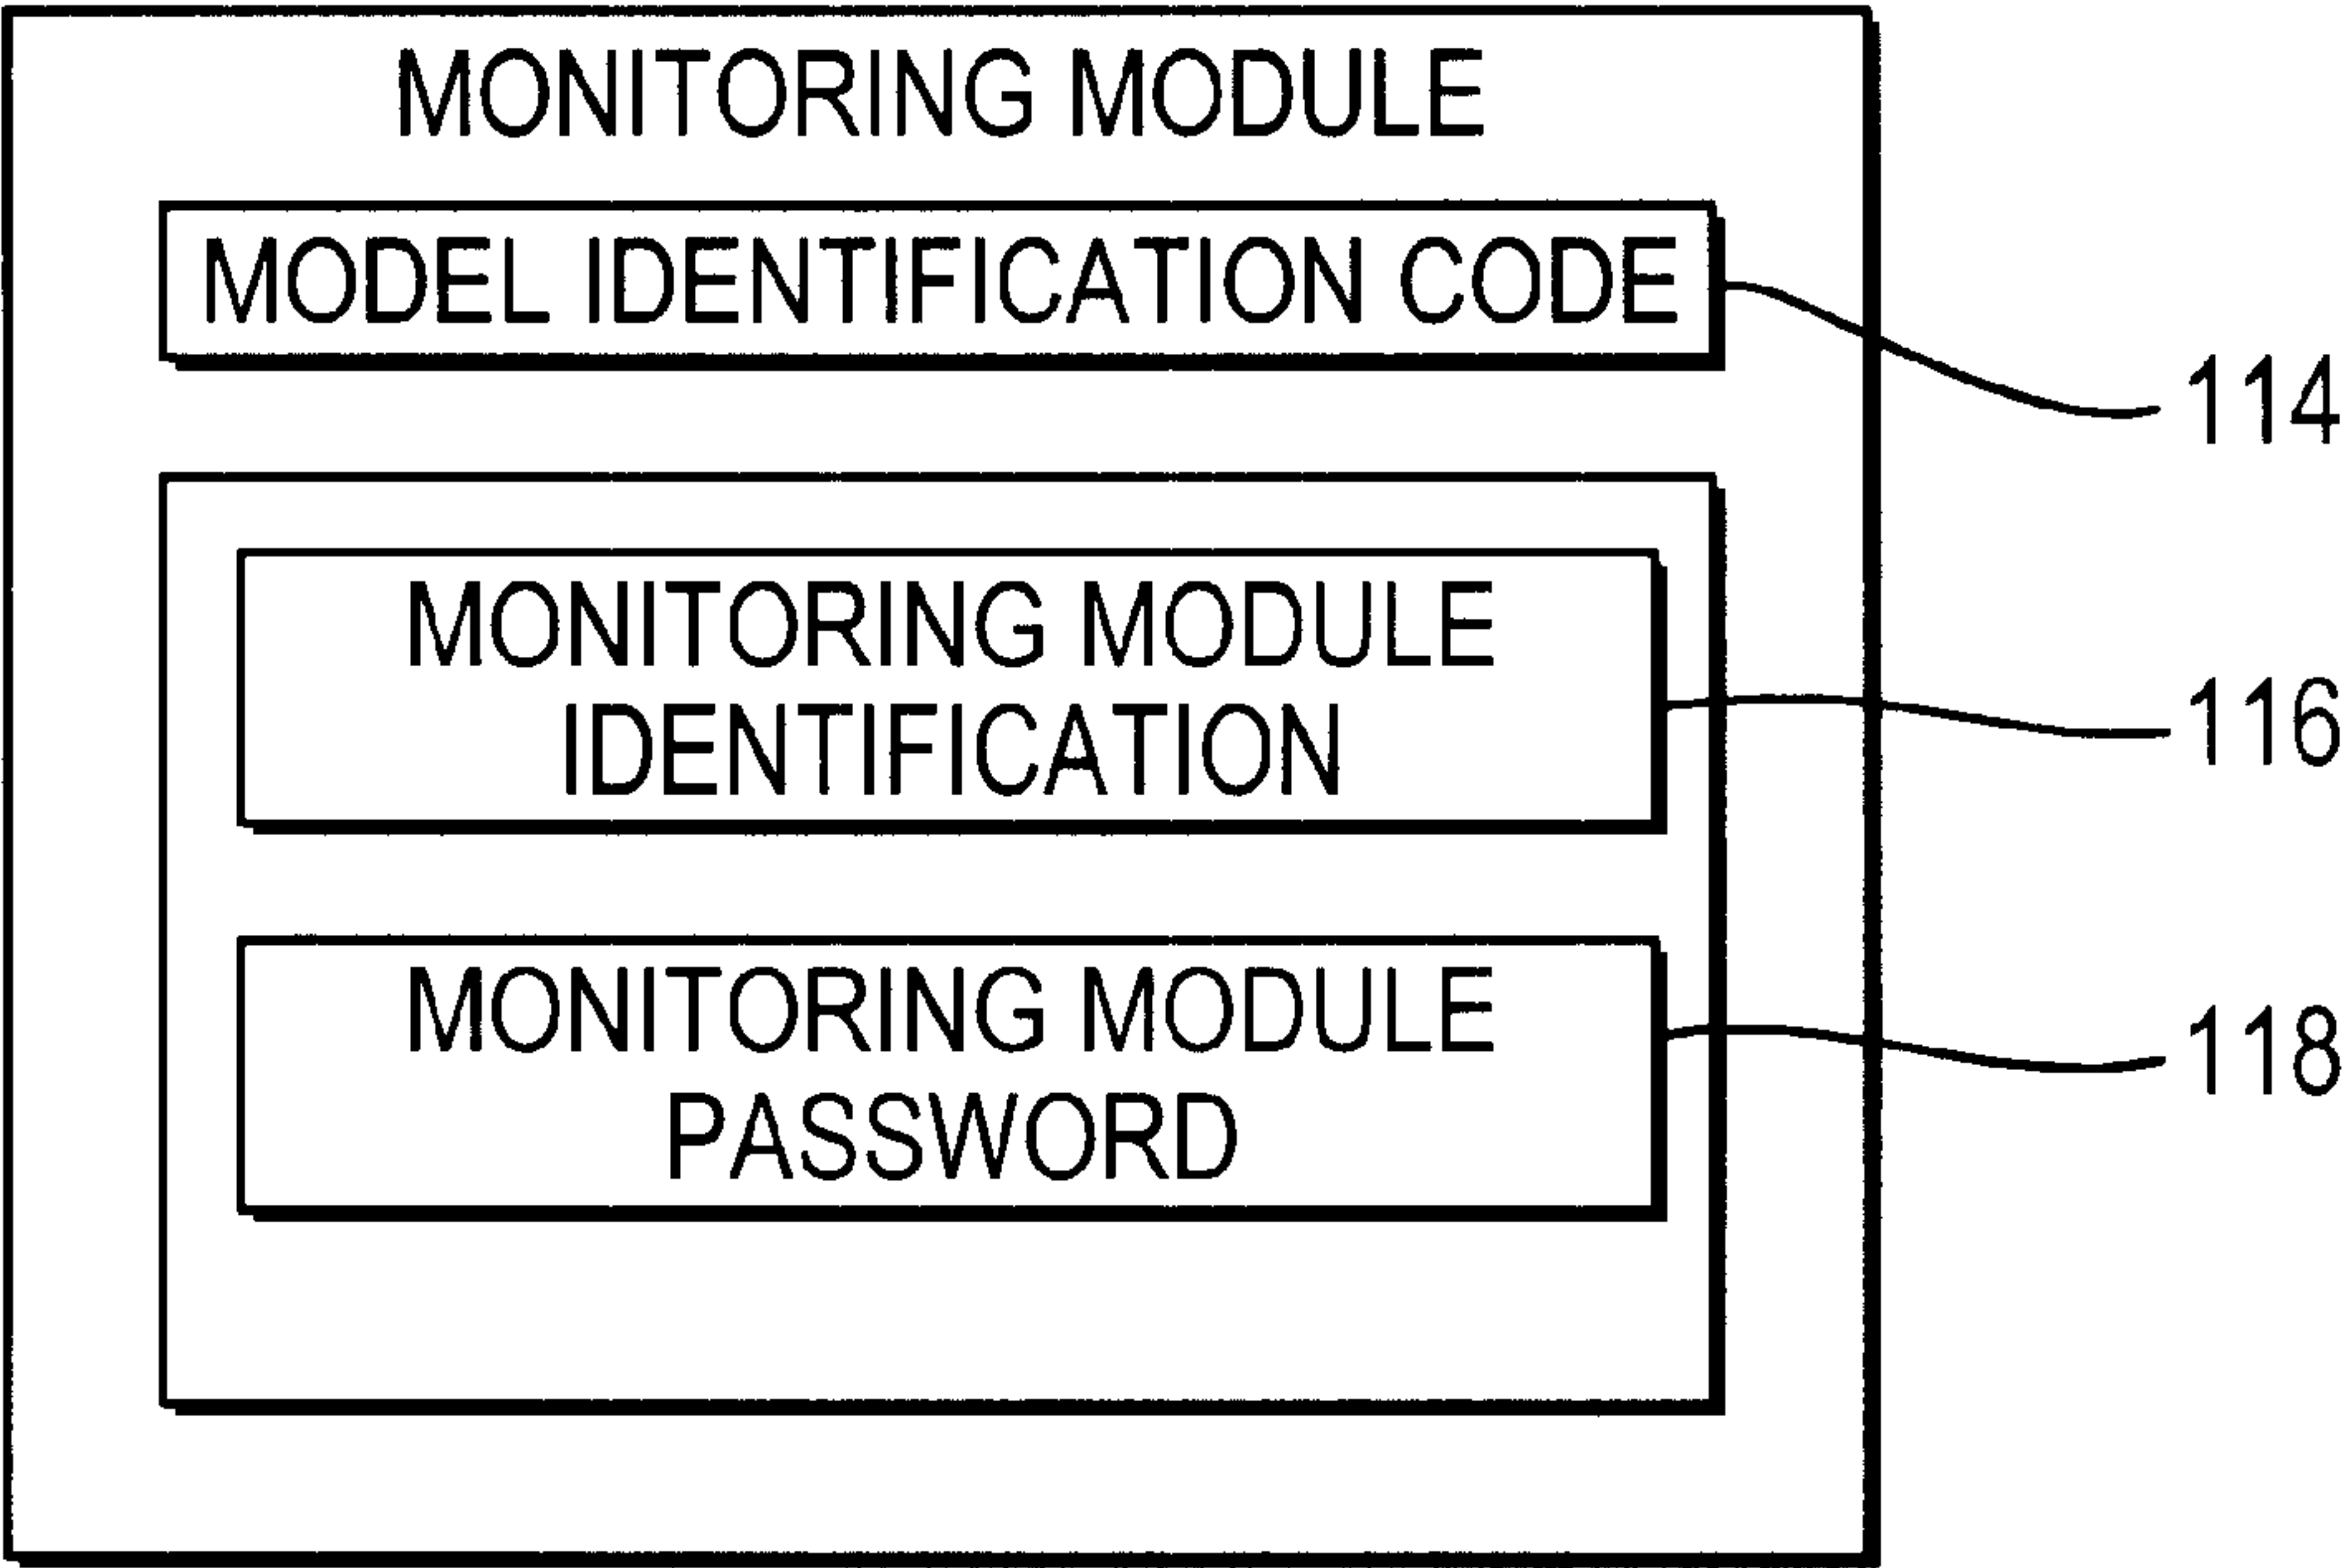 MONITORING MODULE
MODEL IDENTIFICATION CODE
114
MONITORING MODULE
IDENTIFICATION
116
MONITORING MODULE
PASSWORD
118